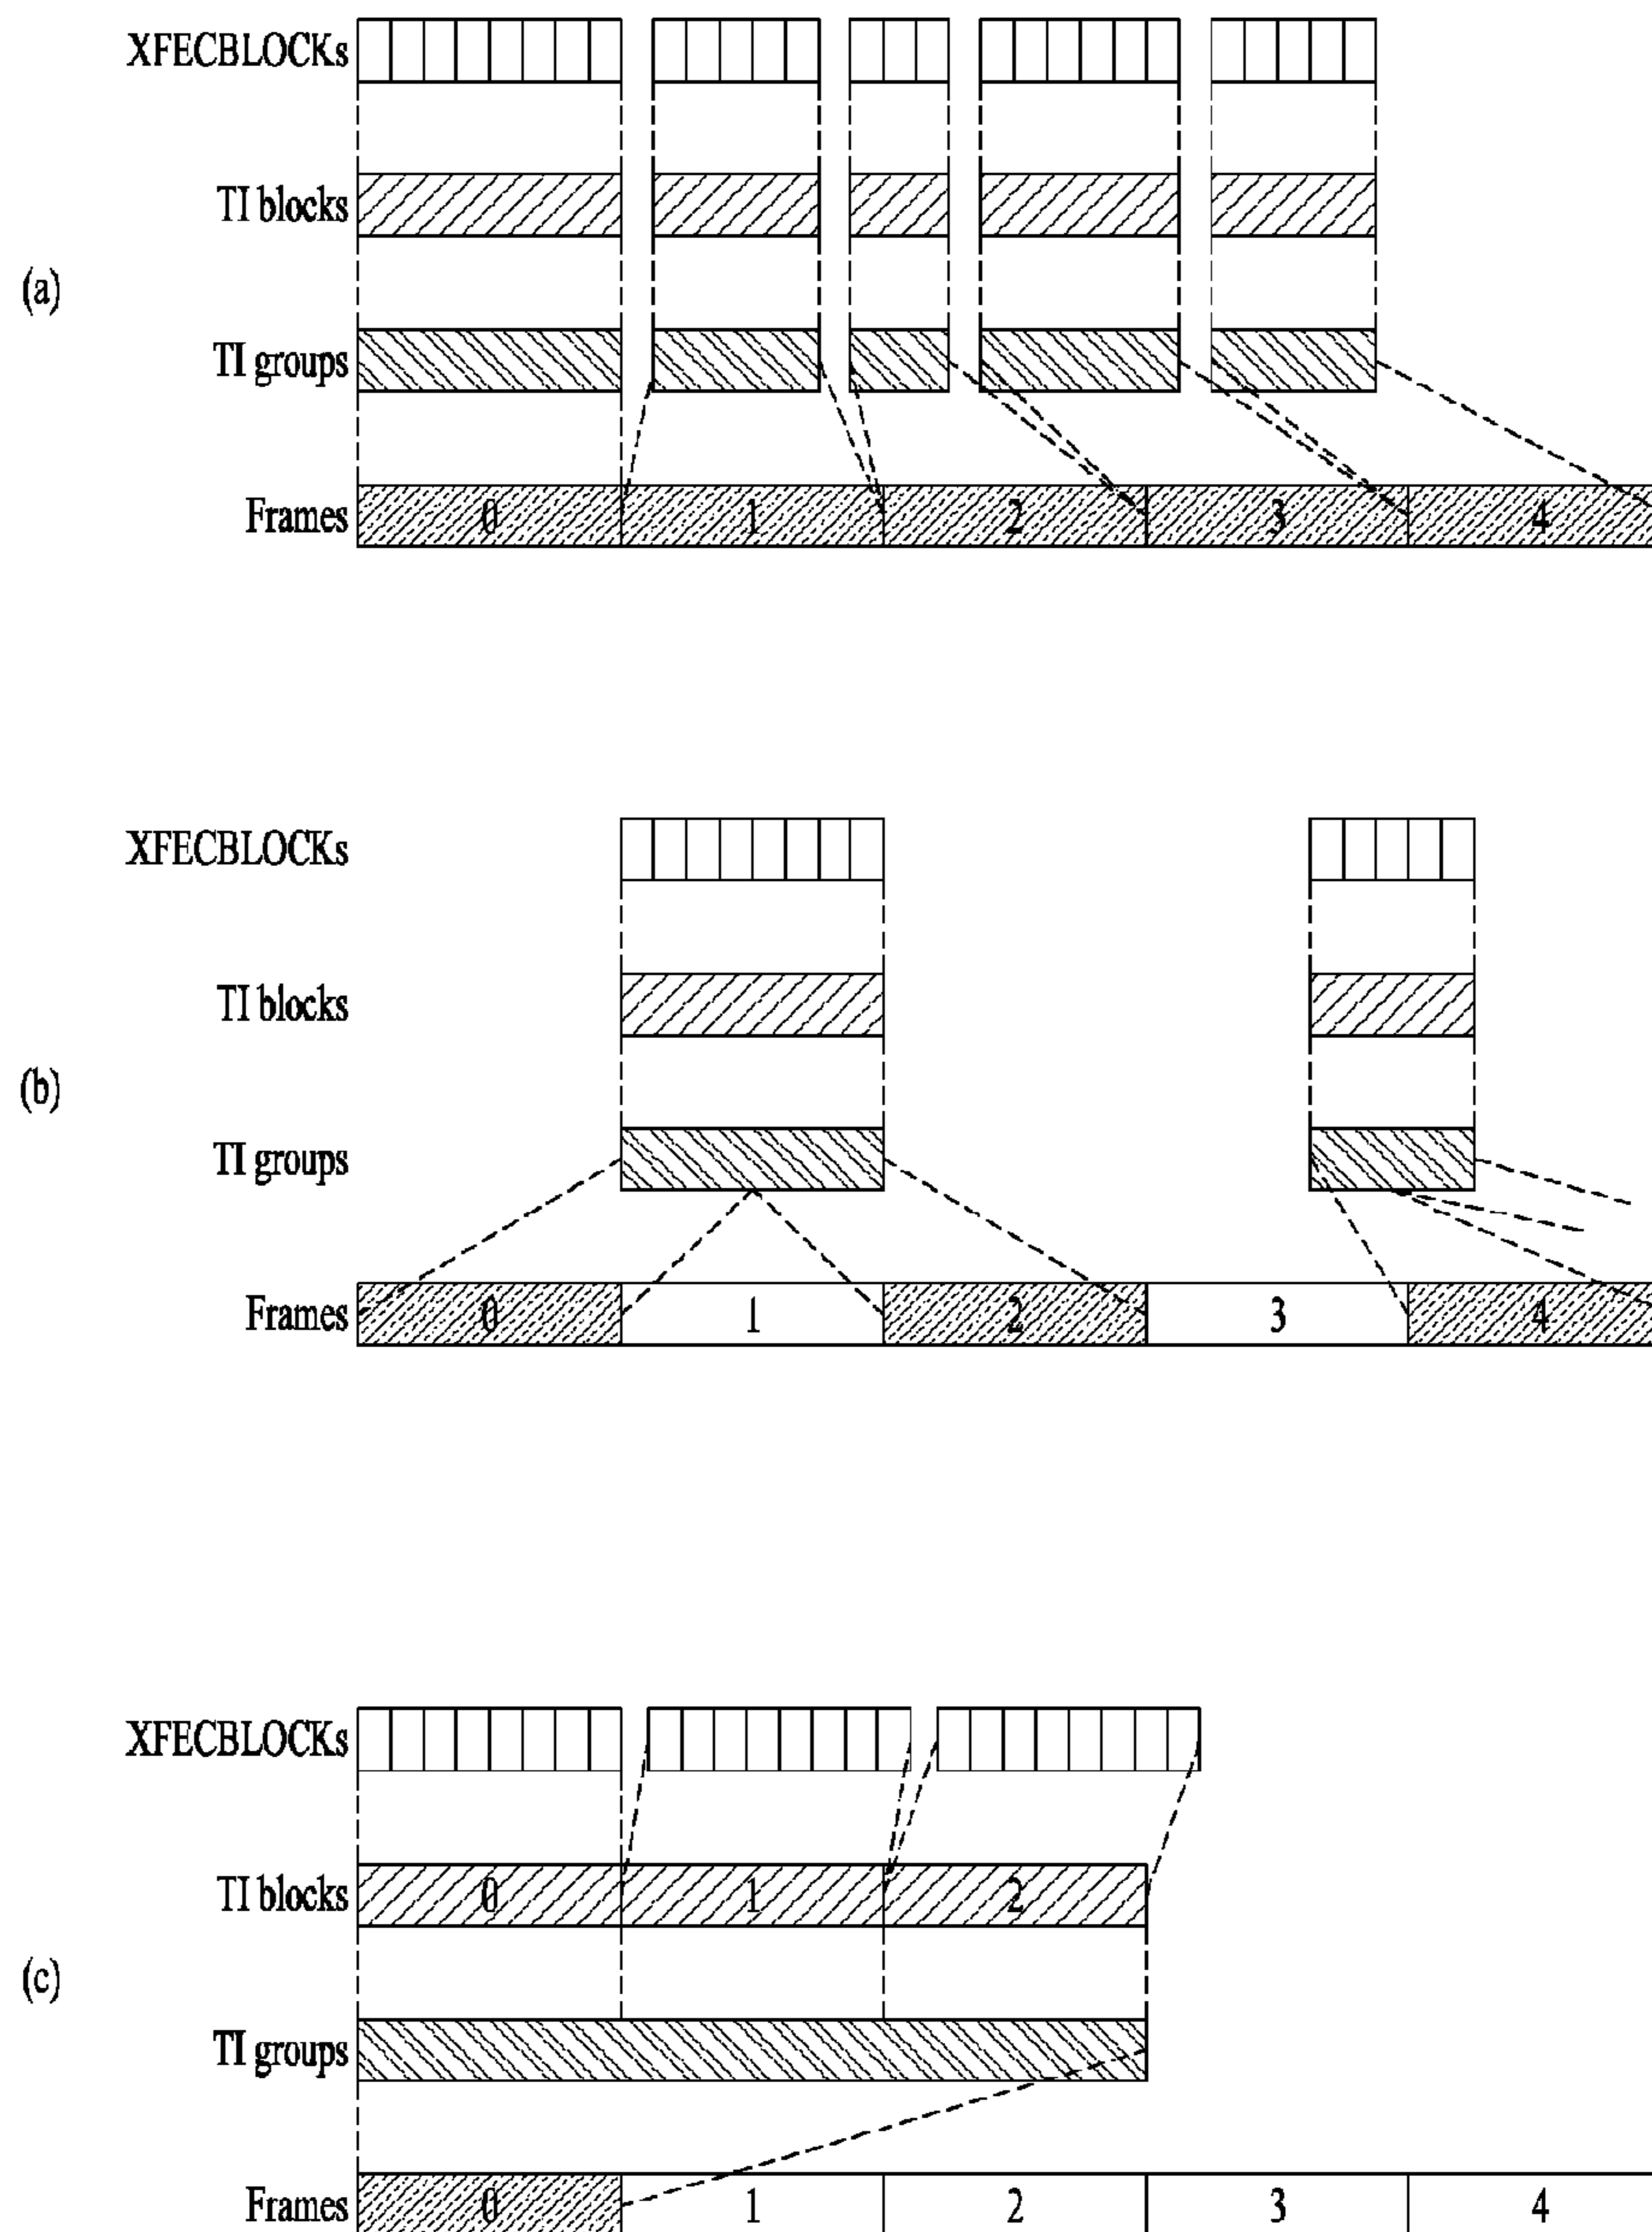 XFECBLOCKs
TI blocks
(a)
TI groups
Frames 0 1 2 3 4
XFECBLOCKs
TI blocks
(b)
TI groups
Frames 0 1 2 3 4
XFECBLOCKs
TI blocks 0 1 2
(c)
TI groups
Frames 0 1 2 3 4